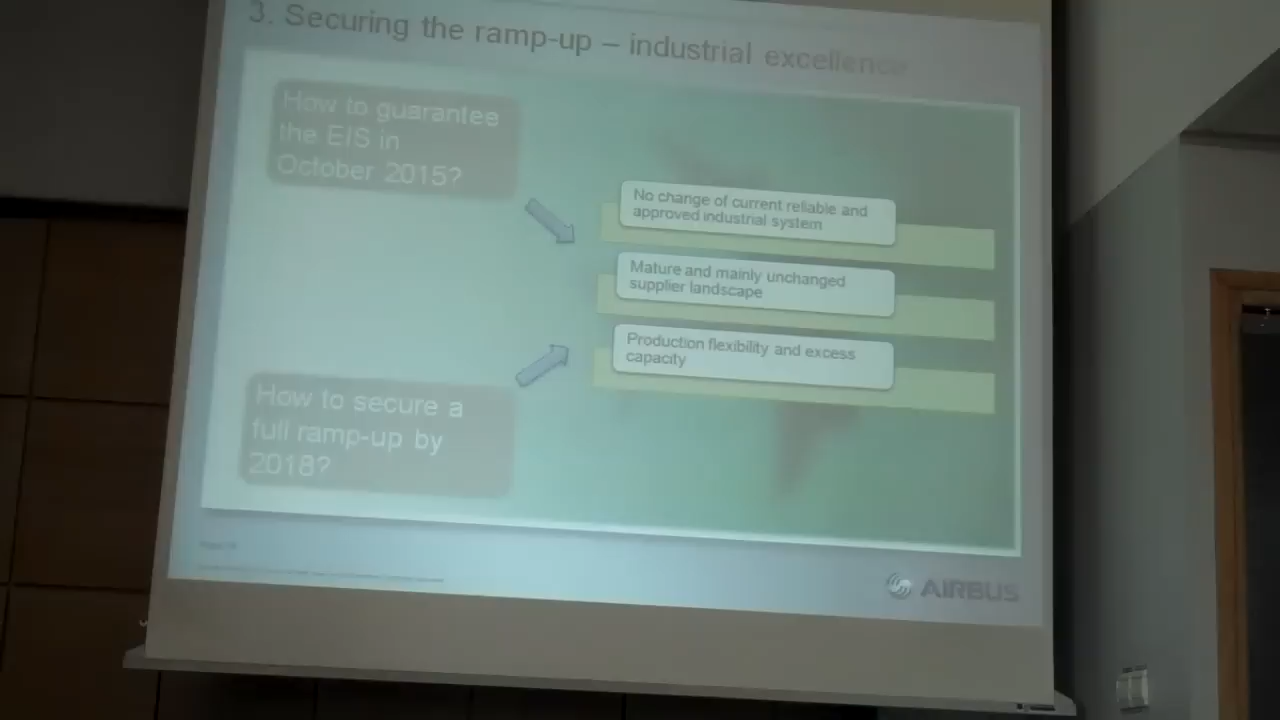 3. Securing the ramp-up – industrial excellence
How to guarantee
the EIS in
October 2015?
No change of current reliable and
approved industrial system
Mature and mainly unchanged
supplier landscape
Production flexibility and excess
capacity
How to secure a
full ramp-up by
2018?
AIRBUS